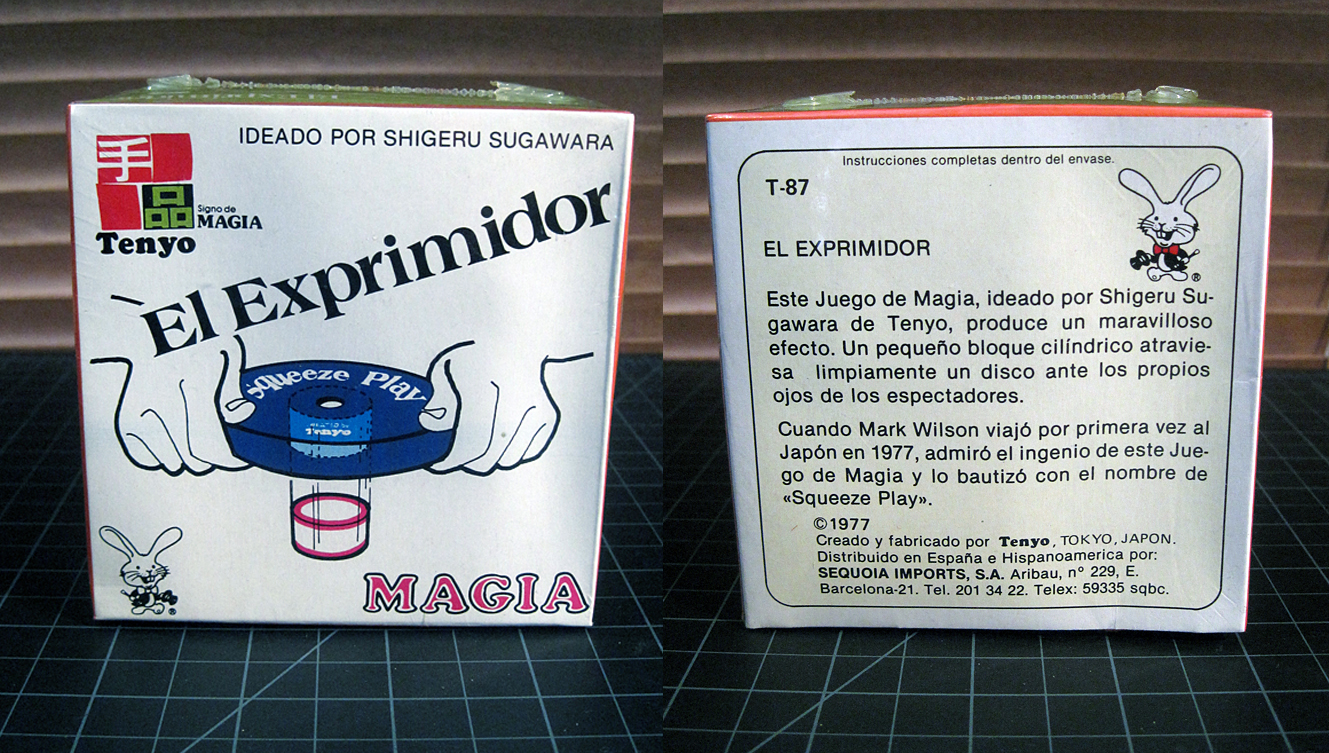 IDEADO POR SHIGERU SUGAWARA
手品
Signo de
MAGIA
Tenyo
El Exprimidor
Squeeze Play
Tenyo
MAGIA
®
Instrucciones completas dentro del envase.
T-87
®
EL EXPRIMIDOR
Este Juego de Magia, ideado por Shigeru Su-
gawara de Tenyo, produce un maravilloso
efecto. Un pequeño bloque cilíndrico atravie-
sa limpiamente un disco ante los propios
ojos de los espectadores.
Cuando Mark Wilson viajó por primera vez al
Japón en 1977, admiró el ingenio de este Jue-
go de Magia y lo bautizó con el nombre de
«Squeeze Play».
©1977
Creado y fabricado por Tenyo, TOKYO, JAPON.
Distribuido en España e Hispanoamerica por:
SEQUOIA IMPORTS, S.A. Aribau, nº 229, E.
Barcelona-21. Tel. 201 34 22. Telex: 59335 sqbc.